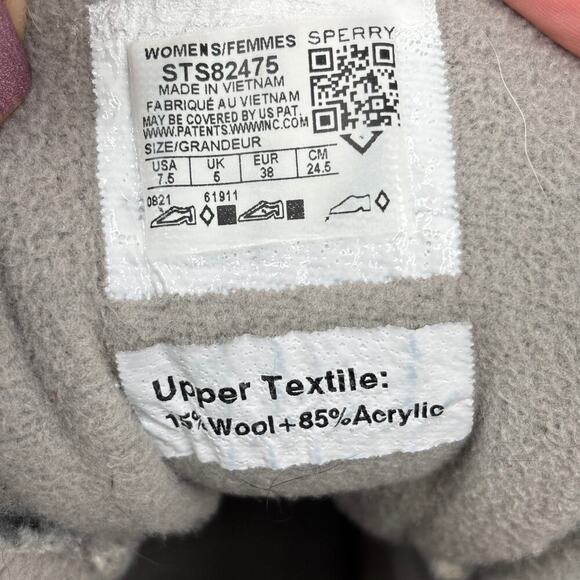 WOMENS/FEMMES SPERRY
STS82475
MADE IN VIETNAM
FABRIQUÉ AU VIETNAM
MAY BE COVERED BY US PAT.
WWW.PATENTS.WWWINC.COM
SIZE/GRANDEUR
USA UK EUR CM
7.5 5 38 24.5
0821 61911
Upper Textile:
15%Wool+85%Acrylic